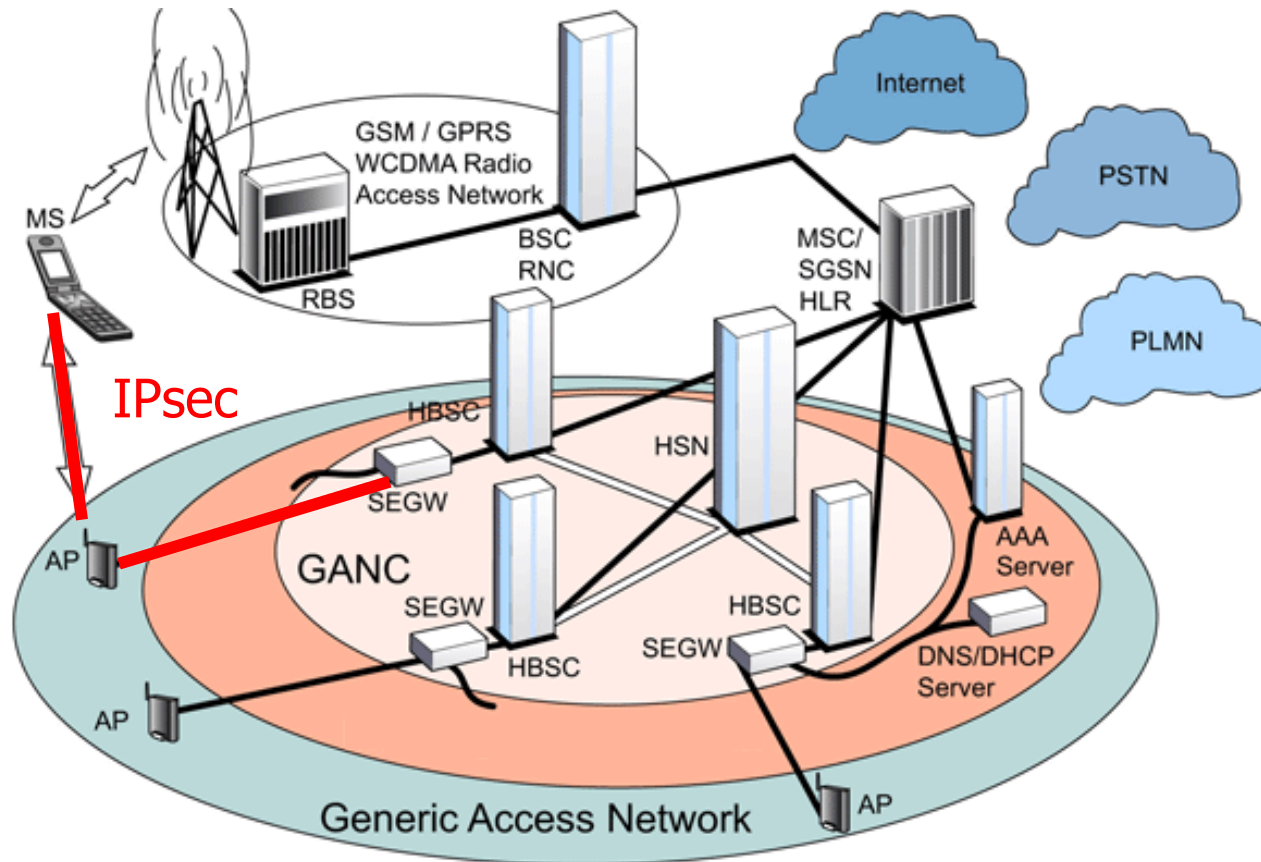 Internet
GSM / GPRS
WCDMA Radio
Access Network
PSTN
MS
BSC
RNC
MSC/
SGSN
HLR
RBS
PLMN
IPsec
HBSC
HSN
SEGW
AP
AAA
Server
GANC
SEGW
HBSC
SEGW
HBSC
DNS/DHCP
Server
AP
AP
Generic Access Network